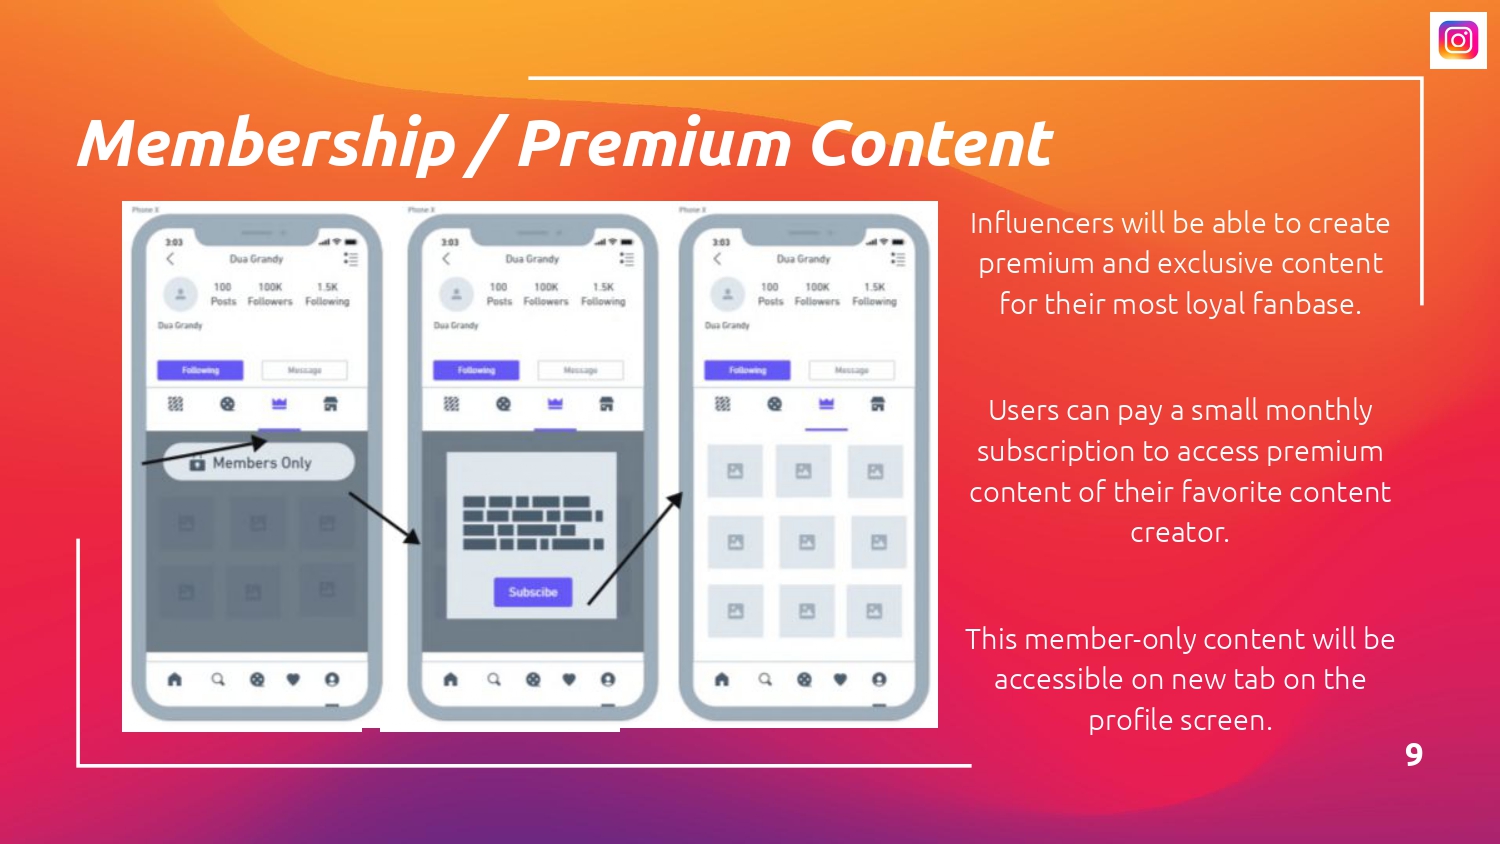 Membership / Premium Content
Phone X
3:03
Dua Grandy
100 100K 1.5K
Posts Followers Following
Dua Grandy
Following Message
Members Only
Phone X
3:03
Dua Grandy
100 100K 1.5K
Posts Followers Following
Dua Grandy
Following Message
Subscibe
Phone X
3:03
Dua Grandy
100 100K 1.5K
Posts Followers Following
Dua Grandy
Following Message
Influencers will be able to create
premium and exclusive content
for their most loyal fanbase.
Users can pay a small monthly
subscription to access premium
content of their favorite content
creator.
This member-only content will be
accessible on new tab on the
profile screen.
9